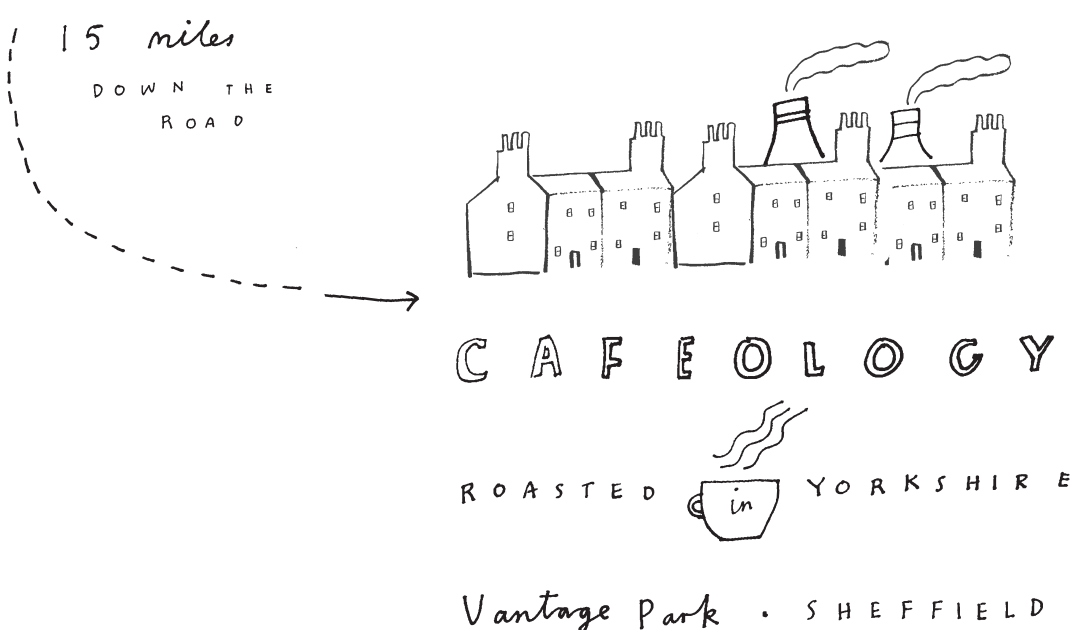 15 miles
DOWN THE
ROAD
CAFEOLOGY
ROASTED in YORKSHIRE
Vantage Park · SHEFFIELD